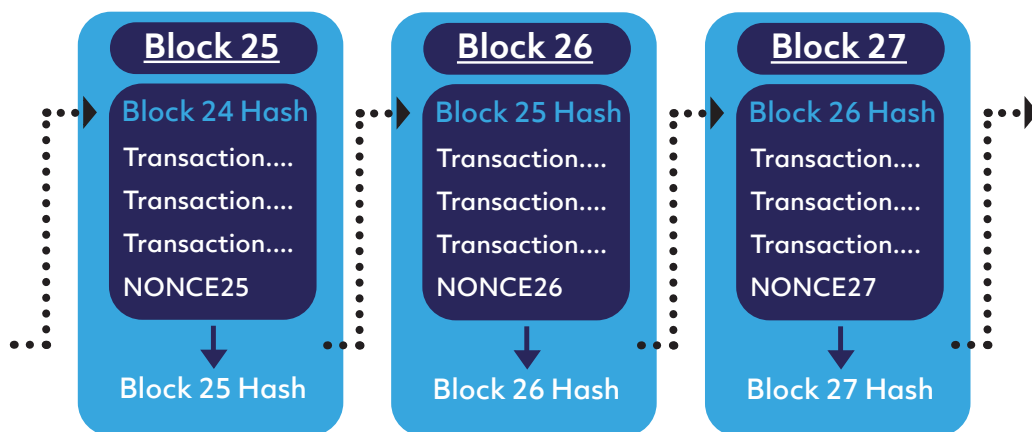 Block 25
Block 24 Hash
Transaction....
Transaction....
Transaction....
NONCE25
Block 25 Hash
Block 26
Block 25 Hash
Transaction....
Transaction....
Transaction....
NONCE26
Block 26 Hash
Block 27
Block 26 Hash
Transaction....
Transaction....
Transaction....
NONCE27
Block 27 Hash